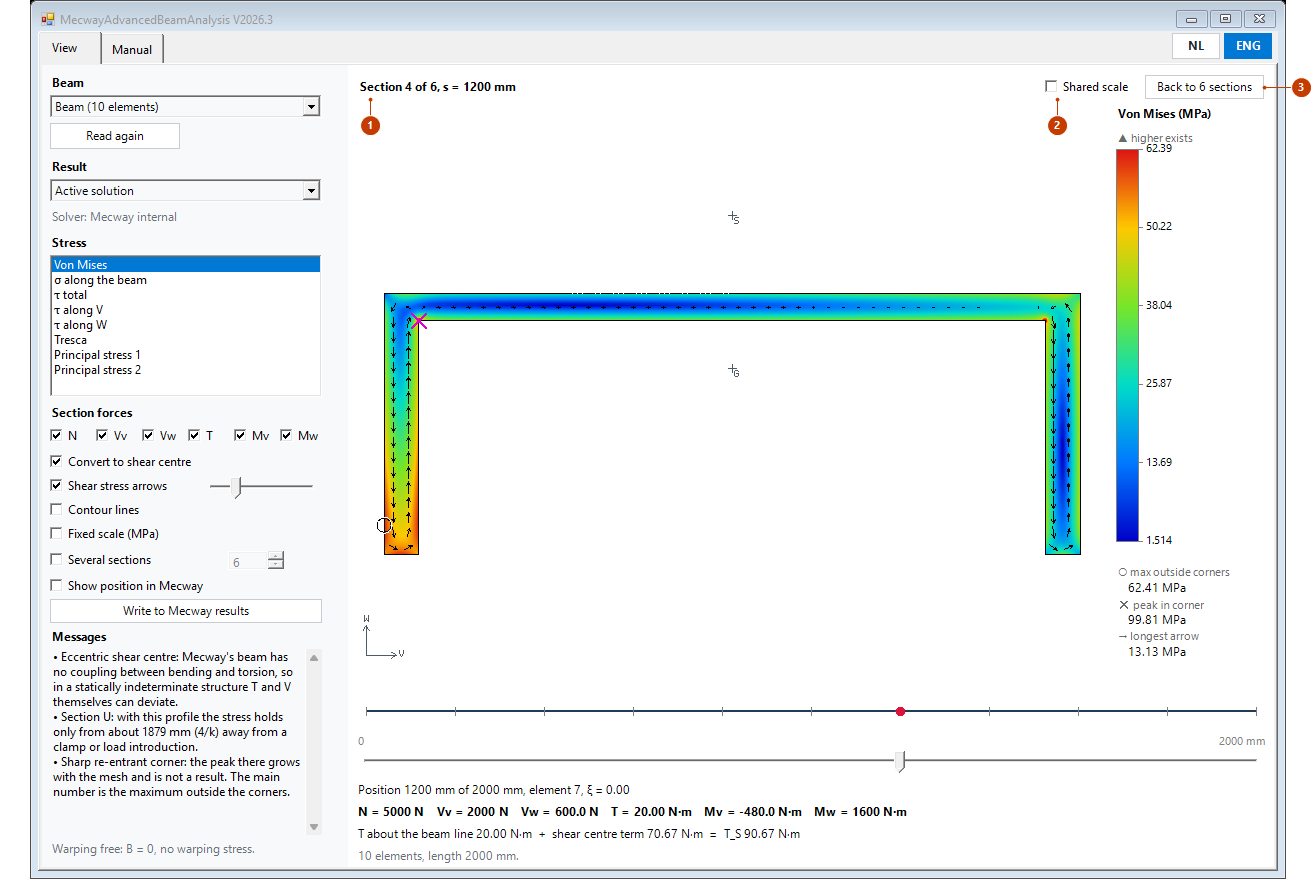 MecwayAdvancedBeamAnalysis V2026.3
View
Manual
NL
ENG
Beam
Beam (10 elements)
Read again
Result
Active solution
Solver: Mecway internal
Stress
Von Mises
σ along the beam
τ total
τ along V
τ along W
Tresca
Principal stress 1
Principal stress 2
Section forces
N Vv Vw T Mv Mw
Convert to shear centre
Shear stress arrows
Contour lines
Fixed scale (MPa)
Several sections 6
Show position in Mecway
Write to Mecway results
Messages
• Eccentric shear centre: Mecway's beam has
no coupling between bending and torsion, so
in a statically indeterminate structure T and V
themselves can deviate.
• Section U: with this profile the stress holds
only from about 1879 mm (4/k) away from a
clamp or load introduction.
• Sharp re-entrant corner: the peak there grows
with the mesh and is not a result. The main
number is the maximum outside the corners.
Warping free: B = 0, no warping stress.
Section 4 of 6, s = 1200 mm
1
Shared scale
2
Back to 6 sections
3
Von Mises (MPa)
▲ higher exists
62.39
50.22
38.04
25.87
13.69
1.514
S
G
W
V
O max outside corners
62.41 MPa
✕ peak in corner
99.81 MPa
→ longest arrow
13.13 MPa
0
2000 mm
Position 1200 mm of 2000 mm, element 7, ξ = 0.00
N = 5000 N Vv = 2000 N Vw = 600.0 N T = 20.00 N·m Mv = -480.0 N·m Mw = 1600 N·m
T about the beam line 20.00 N·m + shear centre term 70.67 N·m = T_S 90.67 N·m
10 elements, length 2000 mm.